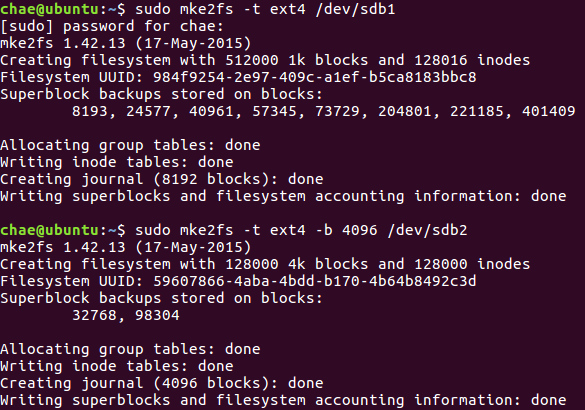 chae@ubuntu:~$ sudo mke2fs -t ext4 /dev/sdb1
[sudo] password for chae:
mke2fs 1.42.13 (17-May-2015)
Creating filesystem with 512000 1k blocks and 128016 inodes
Filesystem UUID: 984f9254-2e97-409c-a1ef-b5ca8183bbc8
Superblock backups stored on blocks:
8193, 24577, 40961, 57345, 73729, 204801, 221185, 401409
Allocating group tables: done
Writing inode tables: done
Creating journal (8192 blocks): done
Writing superblocks and filesystem accounting information: done
chae@ubuntu:~$ sudo mke2fs -t ext4 -b 4096 /dev/sdb2
mke2fs 1.42.13 (17-May-2015)
Creating filesystem with 128000 4k blocks and 128000 inodes
Filesystem UUID: 59607866-4aba-4bdd-b170-4b64b8492c3d
Superblock backups stored on blocks:
32768, 98304
Allocating group tables: done
Writing inode tables: done
Creating journal (4096 blocks): done
Writing superblocks and filesystem accounting information: done